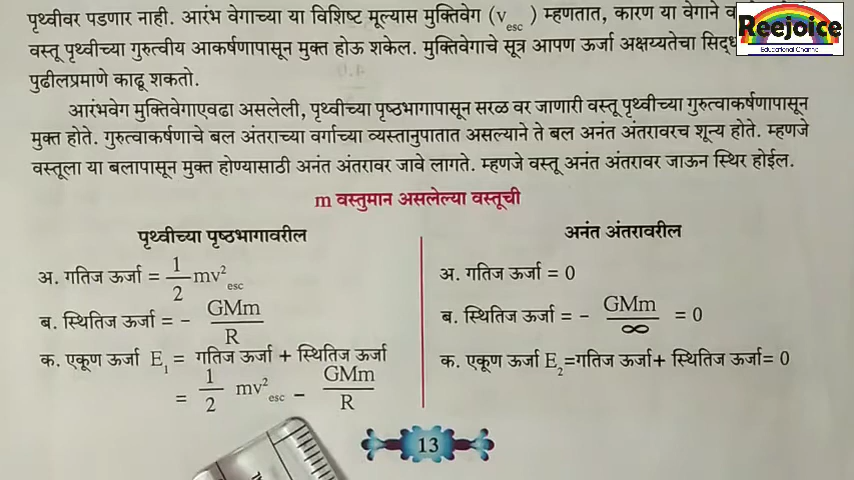 पृथ्वीवर पडणार नाही. आरंभ वेगाच्या या विशिष्ट मूल्यास मुक्तिवेग (vesc) म्हणतात, कारण या वेगाने
वस्तू पृथ्वीच्या गुरुत्वीय आकर्षणापासून मुक्त होऊ शकेल. मुक्तिवेगाचे सूत्र आपण ऊर्जा अक्षय्यतेचा
पुढीलप्रमाणे काढू शकतो.
आरंभवेग मुक्तिवेगाएवढा असलेली, पृथ्वीच्या पृष्ठभागापासून सरळ वर जाणारी वस्तू पृथ्वीच्या गुरुत्वाकर्षणापासून
मुक्त होते. गुरुत्वाकर्षणाचे बल अंतराच्या वर्गाच्या व्यस्तानुपातात असल्याने ते बल अनंत अंतरावरच शून्य होते. म्हणजे
वस्तूला या बलापासून मुक्त होण्यासाठी अनंत अंतरावर जावे लागते. म्हणजे वस्तू अनंत अंतरावर जाऊन स्थिर होईल.
m वस्तुमान असलेल्या वस्तूची
पृथ्वीच्या पृष्ठभागावरील
अ. गतिज ऊर्जा = 1/2 mv²esc
ब. स्थितिज ऊर्जा = - GMm/R
क. एकूण ऊर्जा E₁ = गतिज ऊर्जा + स्थितिज ऊर्जा
= 1/2 mv²esc - GMm/R
अनंत अंतरावरील
अ. गतिज ऊर्जा = 0
ब. स्थितिज ऊर्जा = - GMm/∞ = 0
क. एकूण ऊर्जा E₂=गतिज ऊर्जा+ स्थितिज ऊर्जा= 0
13
Reejoice
Educational Channel